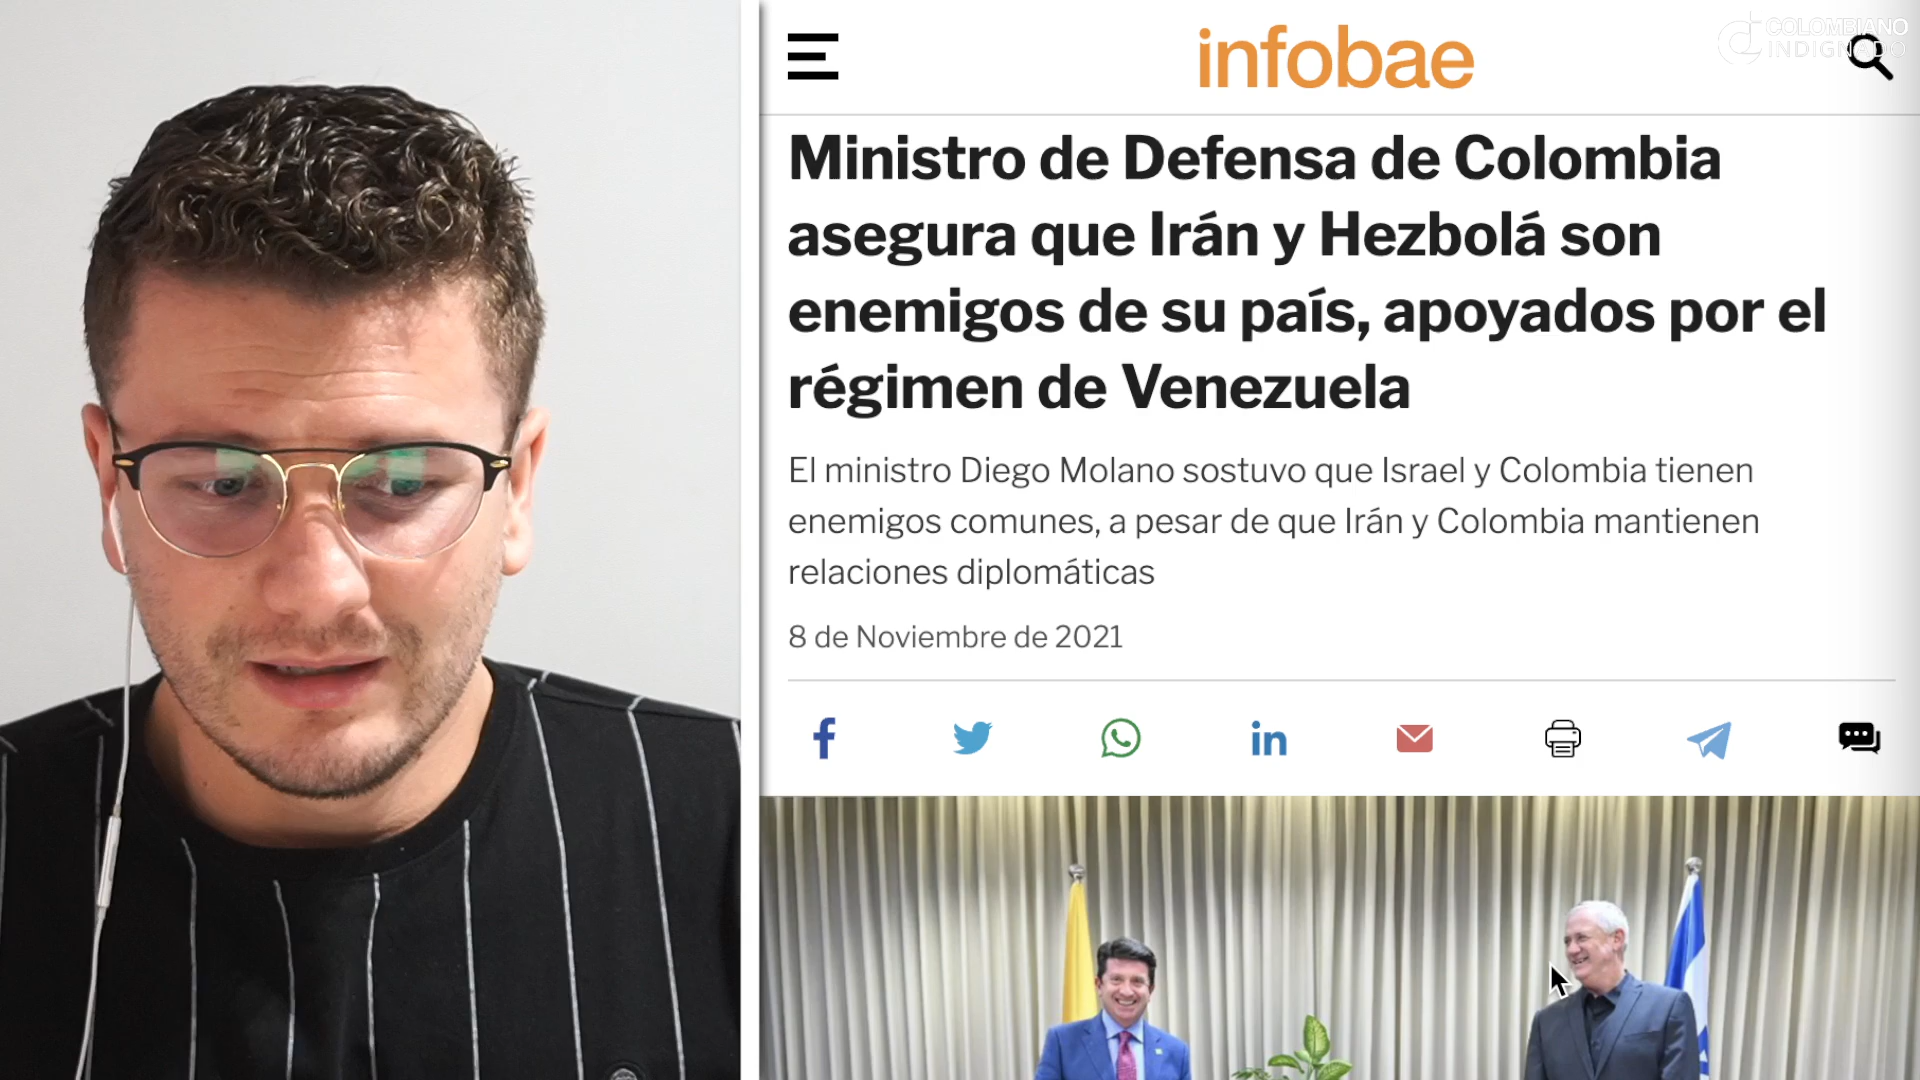 infobae
COLOMBIANO
INDIGNADO
Ministro de Defensa de Colombia
asegura que Irán y Hezbolá son
enemigos de su país, apoyados por el
régimen de Venezuela
El ministro Diego Molano sostuvo que Israel y Colombia tienen
enemigos comunes, a pesar de que Irán y Colombia mantienen
relaciones diplomáticas
8 de Noviembre de 2021